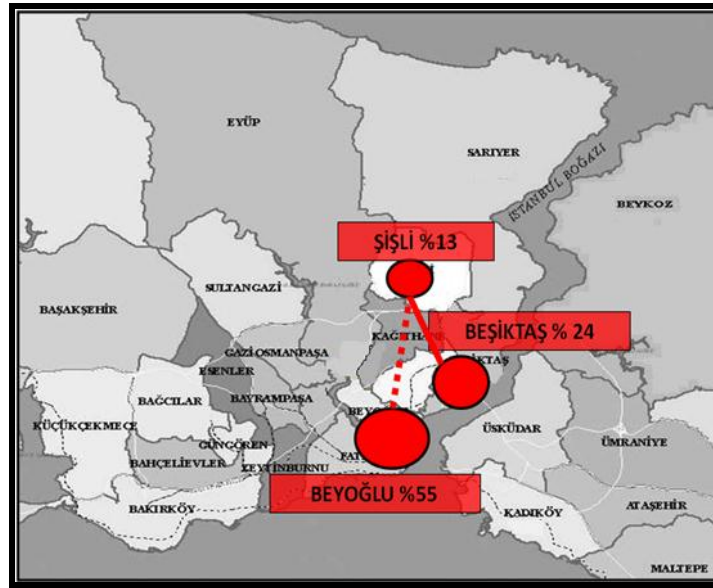 EYÜP
SARIYER
İSTANBUL BOĞAZI
BEYKOZ
ŞİŞLİ %13
SULTANGAZİ
BAŞAKŞEHİR
KAĞITHANE
BEŞİKTAŞ % 24
GAZİOSMANPAŞA
ESENLER
BAĞCILAR
BAYRAMPAŞA
KÜÇÜKÇEKMECE
GÜNGÖREN
ÜSKÜDAR
ÜMRANİYE
BAHÇELİEVLER
ZEYTİNBURNU
BEYOĞLU %55
BAKIRKÖY
KADIKÖY
ATAŞEHİR
MALTEPE